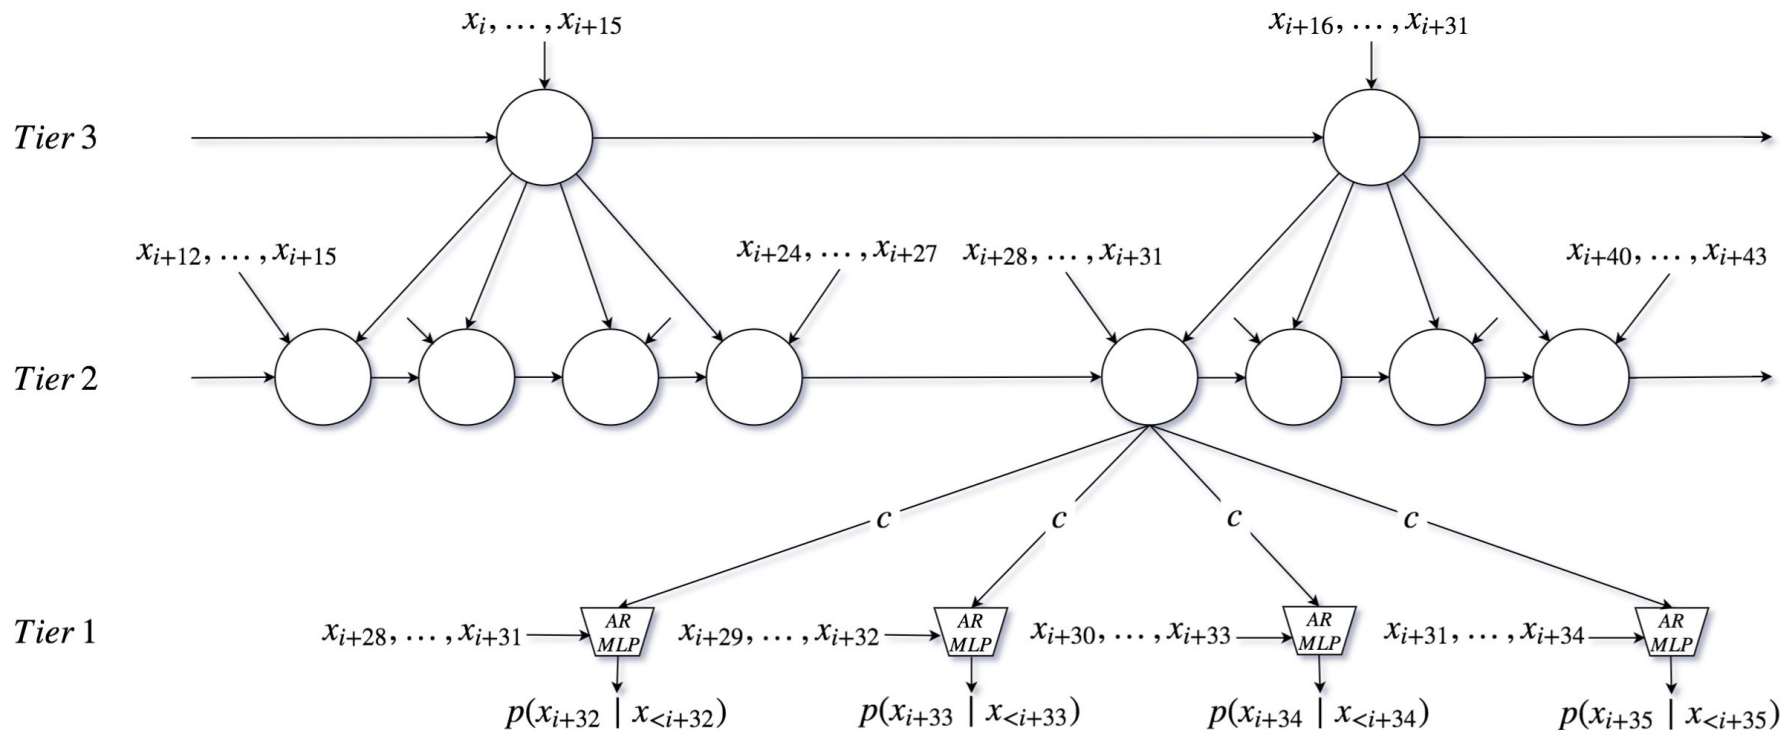 x_i, … , x_{i+15} x_{i+16}, … , x_{i+31}
Tier 3
x_{i+12}, … , x_{i+15} x_{i+24}, … , x_{i+27} x_{i+28}, … , x_{i+31} x_{i+40}, … , x_{i+43}
Tier 2
c c c c
Tier 1
x_{i+28}, … , x_{i+31} AR MLP x_{i+29}, … , x_{i+32} AR MLP x_{i+30}, … , x_{i+33} AR MLP x_{i+31}, … , x_{i+34} AR MLP
p(x_{i+32} | x_{<i+32}) p(x_{i+33} | x_{<i+33}) p(x_{i+34} | x_{<i+34}) p(x_{i+35} | x_{<i+35})